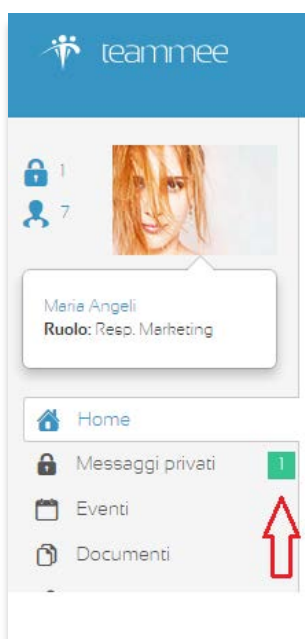 teammee
1
7
Maria Angeli
Ruolo: Resp. Marketing
Home
Messaggi privati 1
Eventi
Documenti